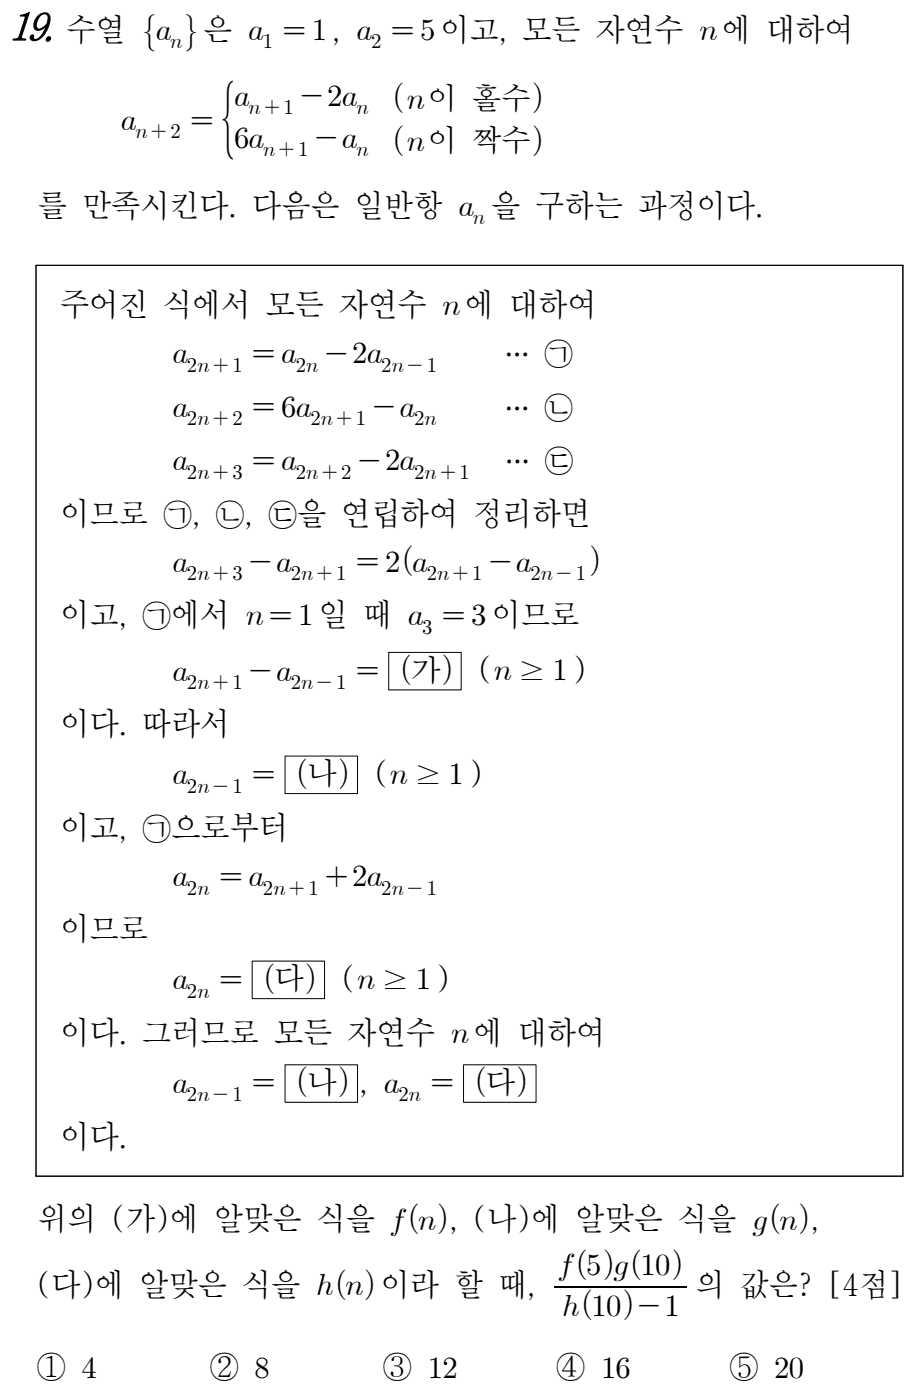 19. 수열 {aₙ}은 a₁=1, a₂=5이고, 모든 자연수 n에 대하여
aₙ₊₂ = { aₙ₊₁−2aₙ (n이 홀수)
6aₙ₊₁−aₙ (n이 짝수)
를 만족시킨다. 다음은 일반항 aₙ을 구하는 과정이다.
주어진 식에서 모든 자연수 n에 대하여
a₂ₙ₊₁ = a₂ₙ−2a₂ₙ₋₁ ⋯ ㉠
a₂ₙ₊₂ = 6a₂ₙ₊₁−a₂ₙ ⋯ ㉡
a₂ₙ₊₃ = a₂ₙ₊₂−2a₂ₙ₊₁ ⋯ ㉢
이므로 ㉠, ㉡, ㉢을 연립하여 정리하면
a₂ₙ₊₃−a₂ₙ₊₁ = 2(a₂ₙ₊₁−a₂ₙ₋₁)
이고, ㉠에서 n=1일 때 a₃=3이므로
a₂ₙ₊₁−a₂ₙ₋₁ = (가) (n≥1)
이다. 따라서
a₂ₙ₋₁ = (나) (n≥1)
이고, ㉠으로부터
a₂ₙ = a₂ₙ₊₁+2a₂ₙ₋₁
이므로
a₂ₙ = (다) (n≥1)
이다. 그러므로 모든 자연수 n에 대하여
a₂ₙ₋₁ = (나), a₂ₙ = (다)
이다.
위의 (가)에 알맞은 식을 f(n), (나)에 알맞은 식을 g(n),
(다)에 알맞은 식을 h(n)이라 할 때, f(5)g(10)/(h(10)−1) 의 값은? [4점]
① 4 ② 8 ③ 12 ④ 16 ⑤ 20